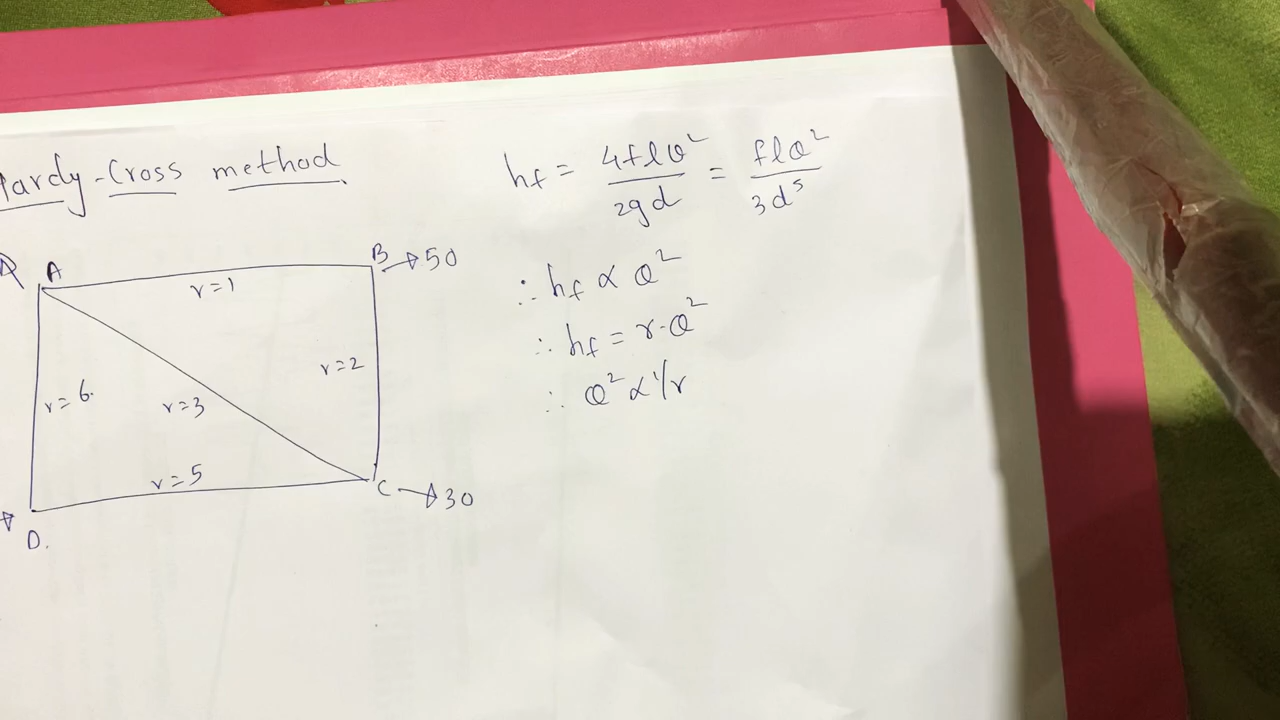 Hardy-Cross method
hf = 4flQ² / 2gd = flQ² / 3d⁵
∴ hf ∝ Q²
∴ hf = r·Q²
∴ Q² ∝ 1/r
A
B → 50
r=1
r=2
r=6.
r=3
r=5
C → 30
D.